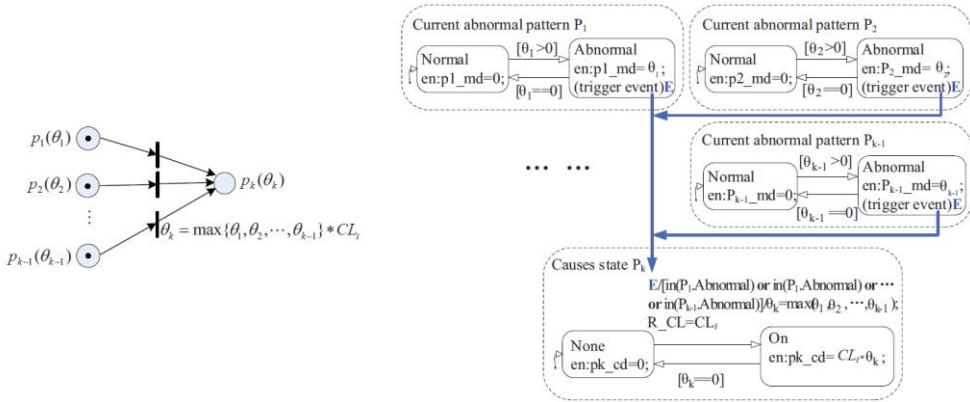 p₁(θ₁)
p₂(θ₂)
⋮
pₖ₋₁(θₖ₋₁)
pₖ(θₖ)
θₖ = max{θ₁, θ₂, ⋯, θₖ₋₁} * CLᵢ
Current abnormal pattern P₁
Normal
en:p1_md=0;
[θ₁>0]
[θ₁==0]
Abnormal
en:p1_md= θ₁;
(trigger event)E
Current abnormal pattern P₂
Normal
en:p2_md=0;
[θ₂>0]
[θ₂==0]
Abnormal
en:P₂_md= θ₂;
(trigger event)E
··· ···
Current abnormal pattern Pₖ₋₁
Normal
en:Pₖ₋₁_md=0;
[θₖ₋₁>0]
[θₖ₋₁==0]
Abnormal
en:Pₖ₋₁_md=θₖ₋₁;
(trigger event)E
Causes state Pₖ
E/[in(P₁.Abnormal) or in(P₁.Abnormal) or ···
or in(Pₖ₋₁.Abnormal)]/θₖ=max(θ₁,θ₂,···,θₖ₋₁);
R_CL=CLᵢ
None
en:pk_cd=0;
[θₖ==0]
On
en:pk_cd= CLᵢ*θₖ;